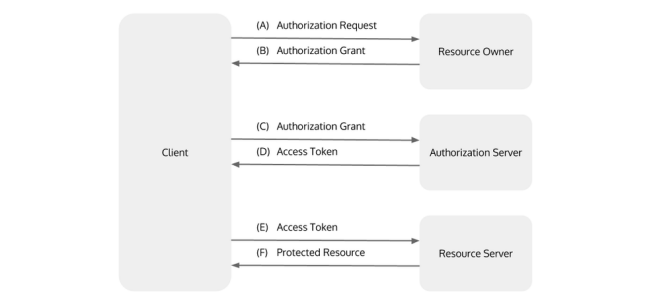 (A) Authorization Request
(B) Authorization Grant
Resource Owner
(C) Authorization Grant
(D) Access Token
Client
Authorization Server
(E) Access Token
(F) Protected Resource
Resource Server